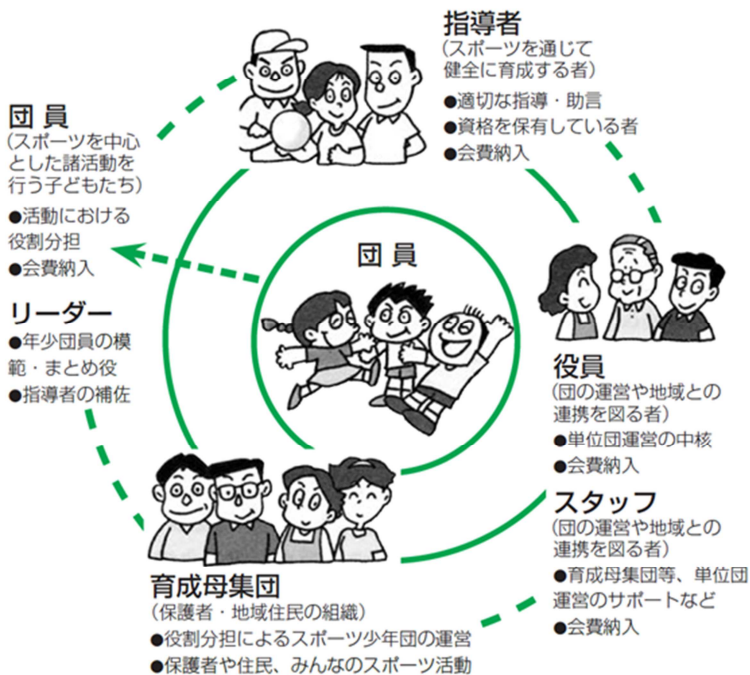 指導者
(スポーツを通じて
健全に育成する者)
●適切な指導・助言
●資格を保有している者
●会費納入
団員
(スポーツを中心
とした諸活動を
行う子どもたち)
●活動における
役割分担
●会費納入
リーダー
●年少団員の模
範・まとめ役
●指導者の補佐
団員
役員
(団の運営や地域との
連携を図る者)
●単位団運営の中核
●会費納入
スタッフ
(団の運営や地域との
連携を図る者)
●育成母集団等、単位団
運営のサポートなど
●会費納入
育成母集団
(保護者・地域住民の組織)
●役割分担によるスポーツ少年団の運営
●保護者や住民、みんなのスポーツ活動